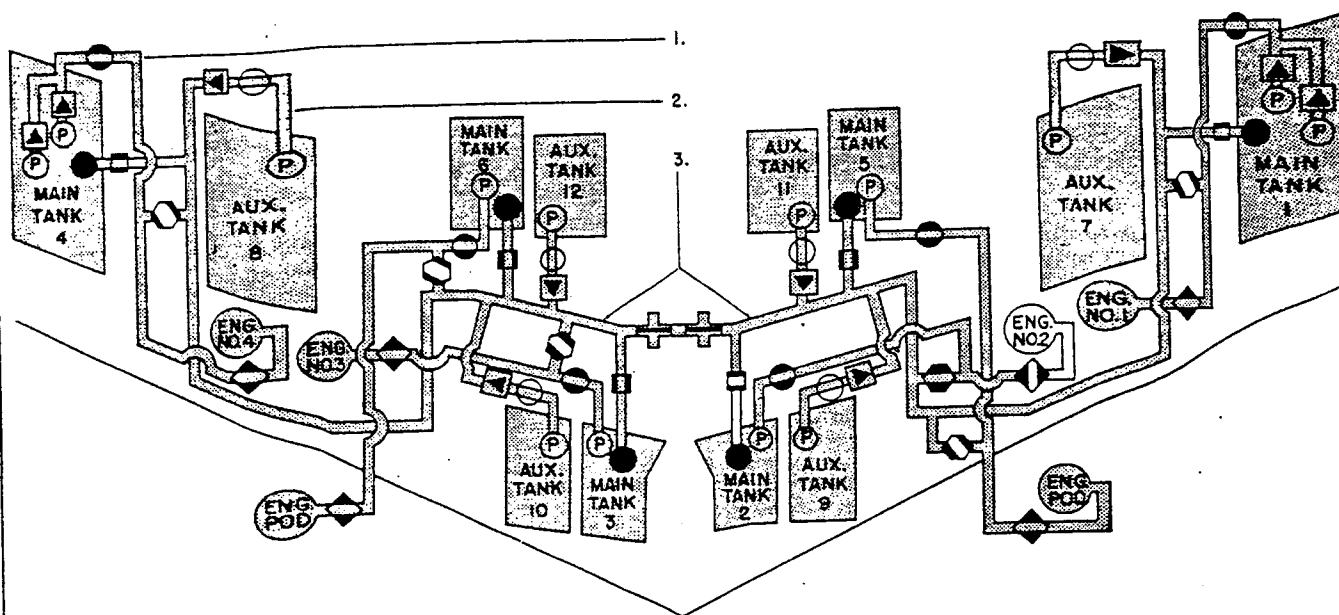 1.
2.
3.
P
P
MAIN
TANK
4
P
AUX.
TANK
8
MAIN
TANK
6
P
AUX.
TANK
12
P
AUX.
TANK
11
P
MAIN
TANK
5
P
P
AUX.
TANK
7
P
P
MAIN
TANK
1
ENG.
NO.4
ENG
NO.3
ENG.
NO.1
ENG.
NO.2
P
AUX.
TANK
10
P
MAIN
TANK
3
P
MAIN
TANK
2
P
AUX.
TANK
9
ENG.
POD
ENG
POD